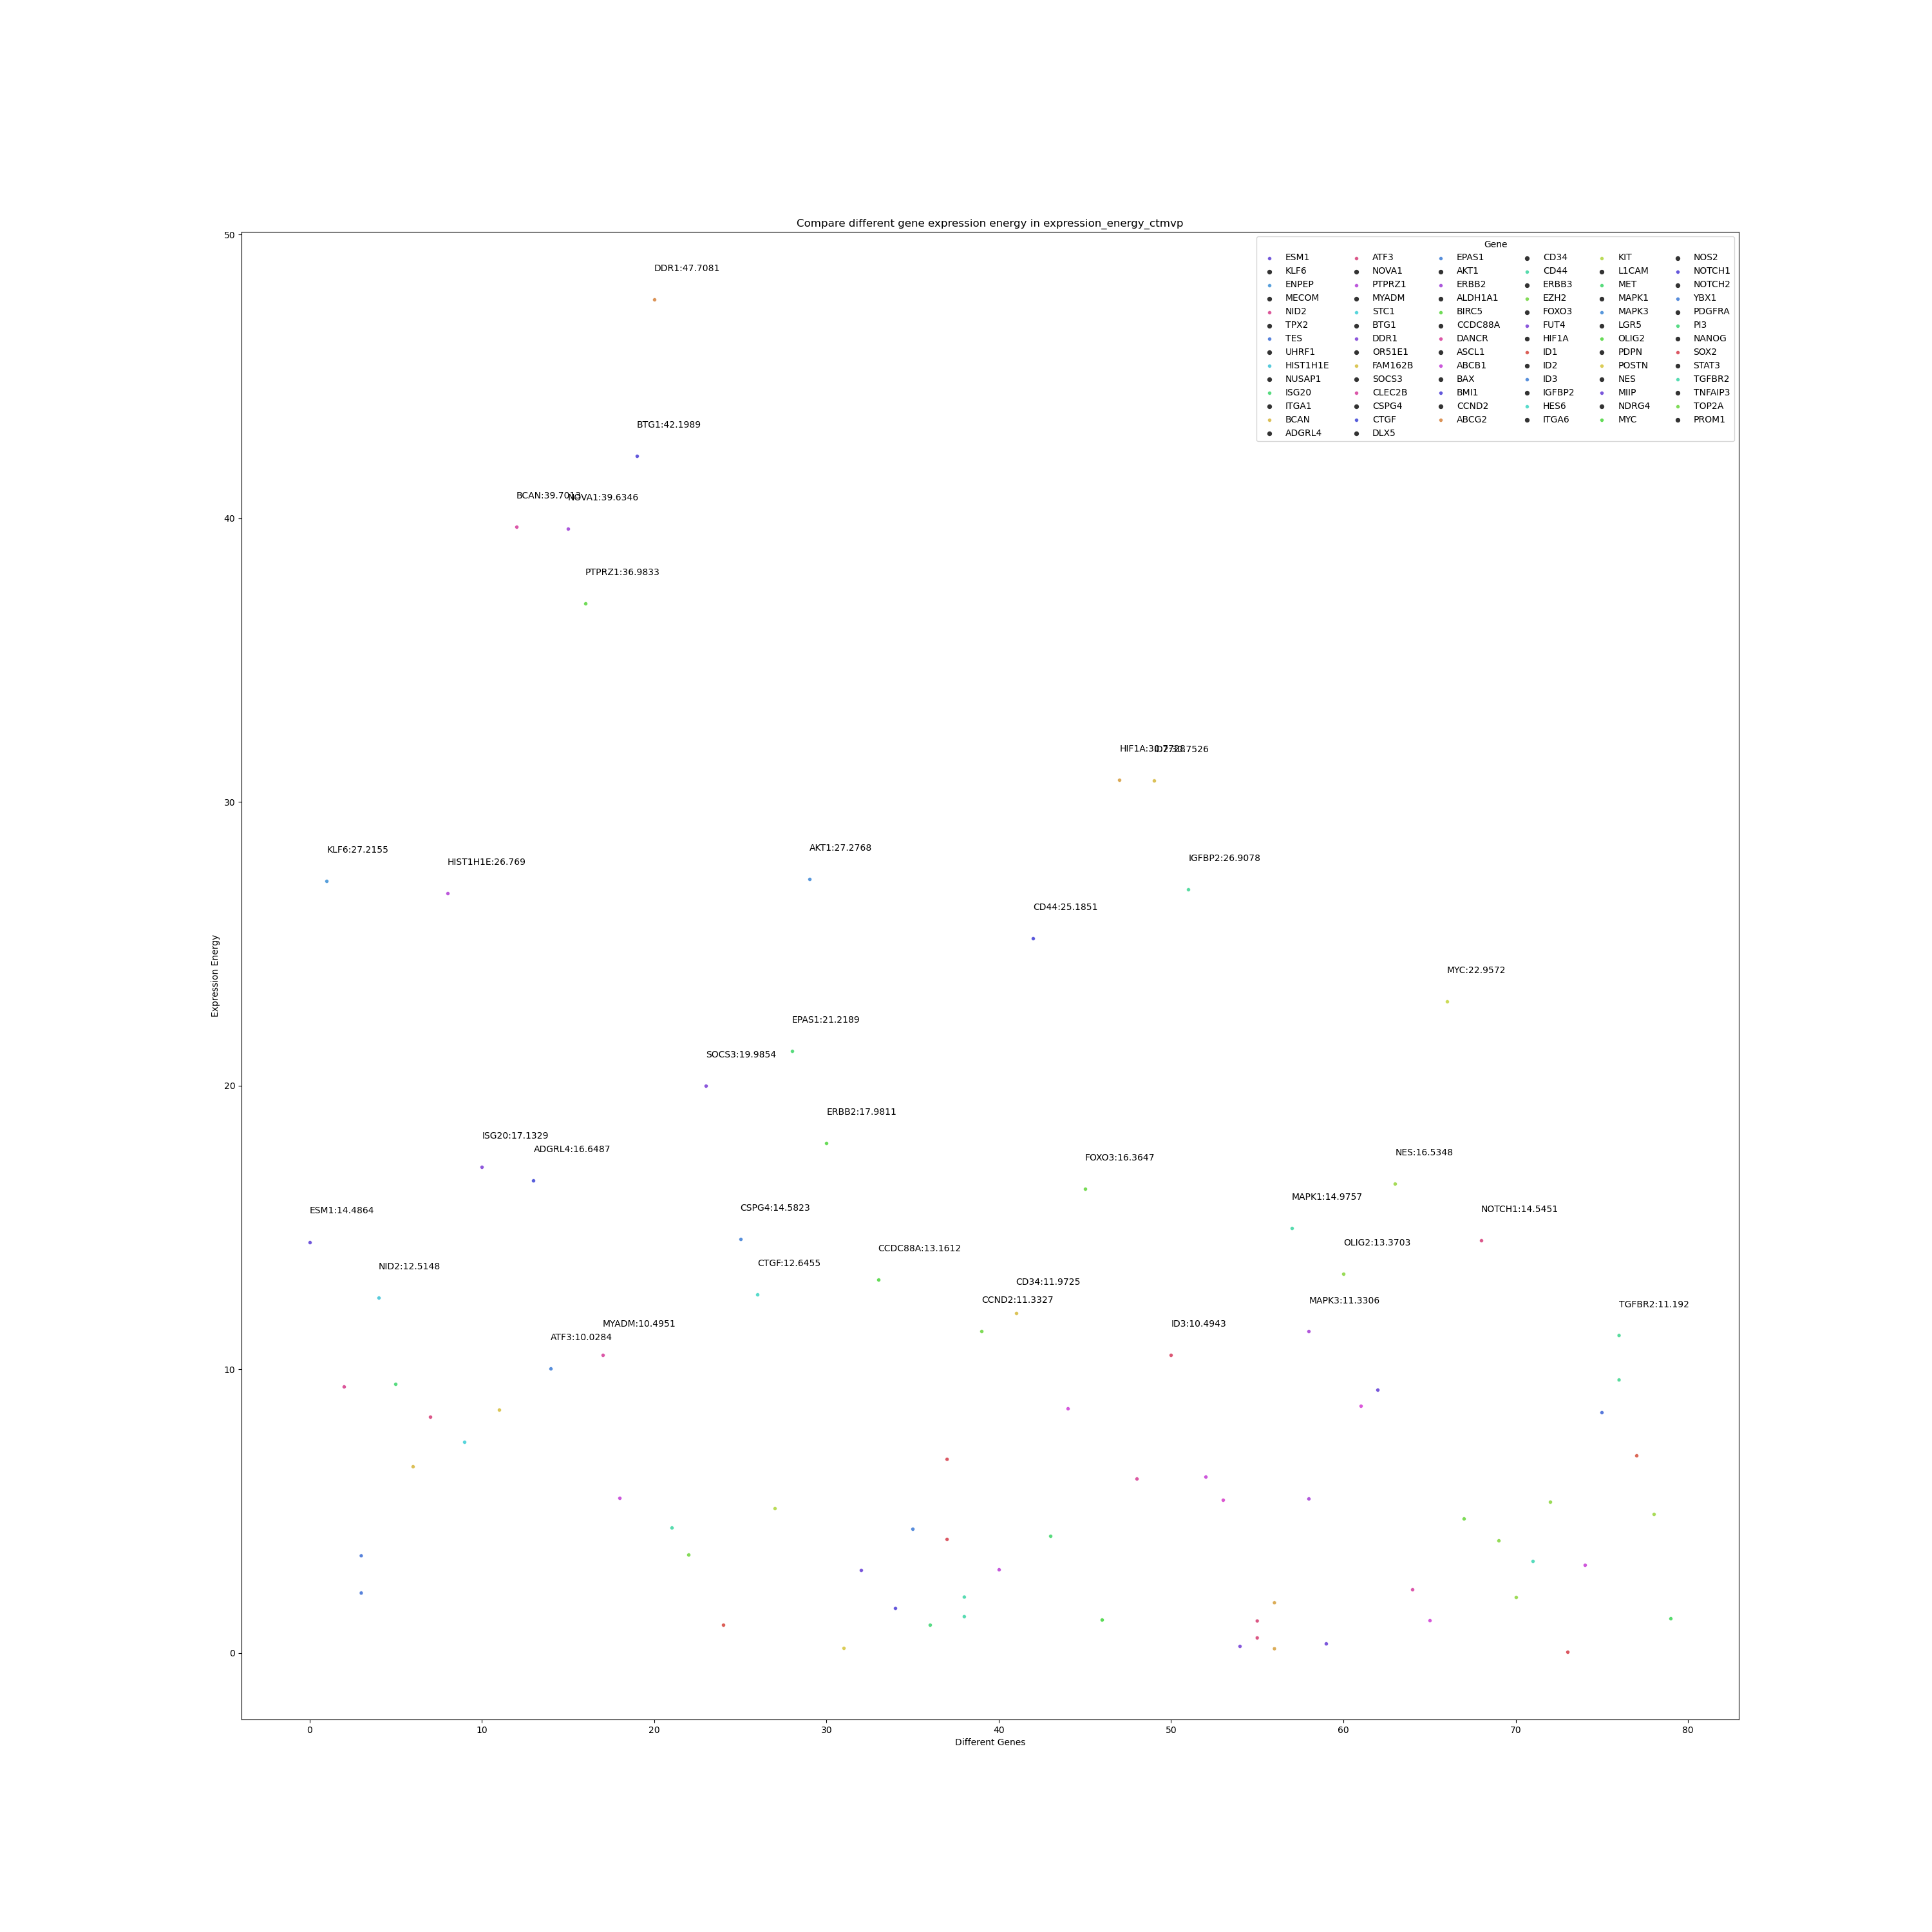 Compare different gene expression energy in expression_energy_ctmvp
Gene
ESM1 ATF3 EPAS1 CD34 KIT NOS2
KLF6 NOVA1 AKT1 CD44 L1CAM NOTCH1
ENPEP PTPRZ1 ERBB2 ERBB3 MET NOTCH2
MECOM MYADM ALDH1A1 EZH2 MAPK1 YBX1
NID2 STC1 BIRC5 FOXO3 MAPK3 PDGFRA
TPX2 BTG1 CCDC88A FUT4 LGR5 PI3
TES DDR1 DANCR HIF1A OLIG2 NANOG
UHRF1 OR51E1 ASCL1 ID1 PDPN SOX2
HIST1H1E FAM162B ABCB1 ID2 POSTN STAT3
NUSAP1 SOCS3 BAX ID3 NES TGFBR2
ISG20 CLEC2B BMI1 IGFBP2 MIIP TNFAIP3
ITGA1 CSPG4 CCND2 HES6 NDRG4 TOP2A
BCAN CTGF ABCG2 ITGA6 MYC PROM1
ADGRL4 DLX5
50
DDR1:47.7081
BTG1:42.1989
BCAN:39.7013
NOVA1:39.6346
40
PTPRZ1:36.9833
HIF1A:30.7728
ID2:30.7526
30
KLF6:27.2155
AKT1:27.2768
HIST1H1E:26.769
IGFBP2:26.9078
CD44:25.1851
MYC:22.9572
Expression Energy
EPAS1:21.2189
SOCS3:19.9854
20
ERBB2:17.9811
ISG20:17.1329
ADGRL4:16.6487
NES:16.5348
FOXO3:16.3647
MAPK1:14.9757
CSPG4:14.5823
NOTCH1:14.5451
ESM1:14.4864
OLIG2:13.3703
CCDC88A:13.1612
CTGF:12.6455
NID2:12.5148
CD34:11.9725
CCND2:11.3327
MAPK3:11.3306
TGFBR2:11.192
MYADM:10.4951
ID3:10.4943
ATF3:10.0284
10
0
0 10 20 30 40 50 60 70 80
Different Genes